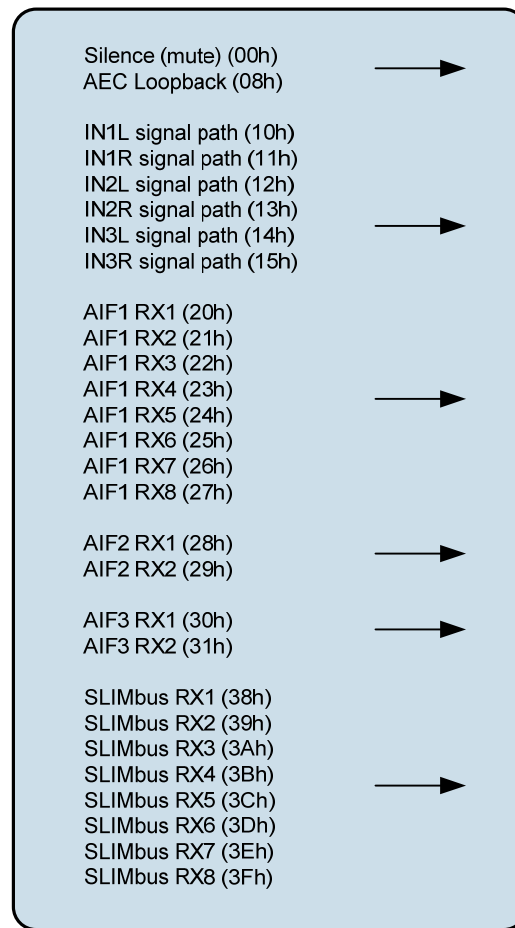 Silence (mute) (00h)
AEC Loopback (08h)
IN1L signal path (10h)
IN1R signal path (11h)
IN2L signal path (12h)
IN2R signal path (13h)
IN3L signal path (14h)
IN3R signal path (15h)
AIF1 RX1 (20h)
AIF1 RX2 (21h)
AIF1 RX3 (22h)
AIF1 RX4 (23h)
AIF1 RX5 (24h)
AIF1 RX6 (25h)
AIF1 RX7 (26h)
AIF1 RX8 (27h)
AIF2 RX1 (28h)
AIF2 RX2 (29h)
AIF3 RX1 (30h)
AIF3 RX2 (31h)
SLIMbus RX1 (38h)
SLIMbus RX2 (39h)
SLIMbus RX3 (3Ah)
SLIMbus RX4 (3Bh)
SLIMbus RX5 (3Ch)
SLIMbus RX6 (3Dh)
SLIMbus RX7 (3Eh)
SLIMbus RX8 (3Fh)